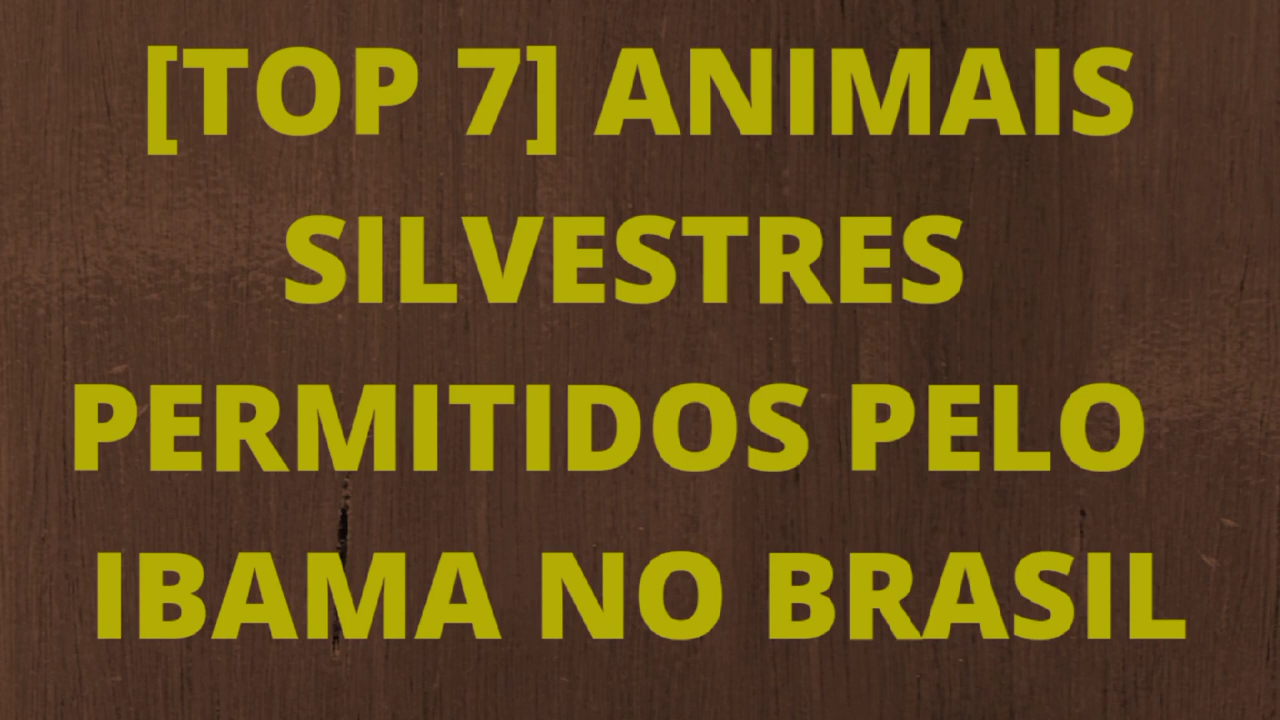 [TOP 7] ANIMAIS
SILVESTRES
PERMITIDOS PELO
IBAMA NO BRASIL